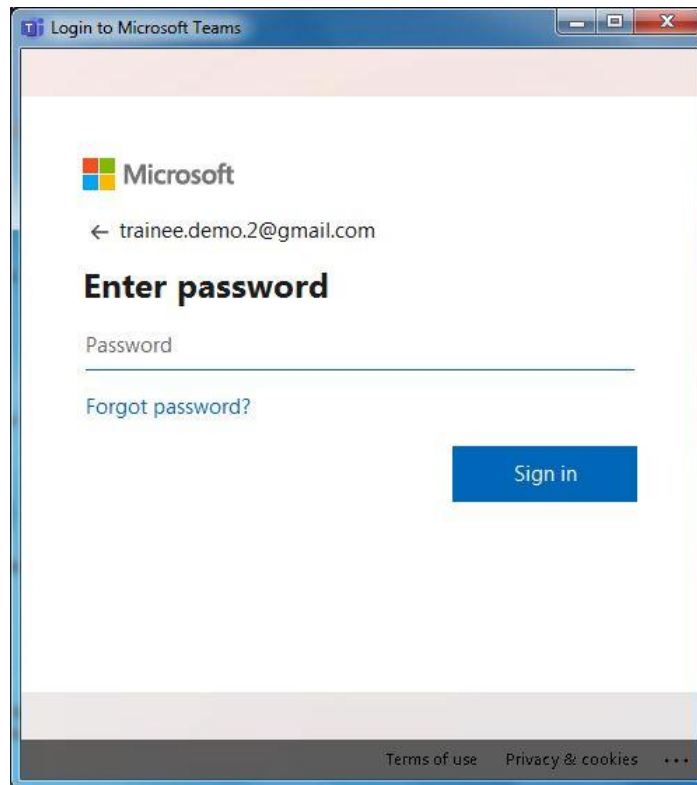 Login to Microsoft Teams
Microsoft
← trainee.demo.2@gmail.com
Enter password
Password
Forgot password?
Sign in
Terms of use Privacy & cookies ...